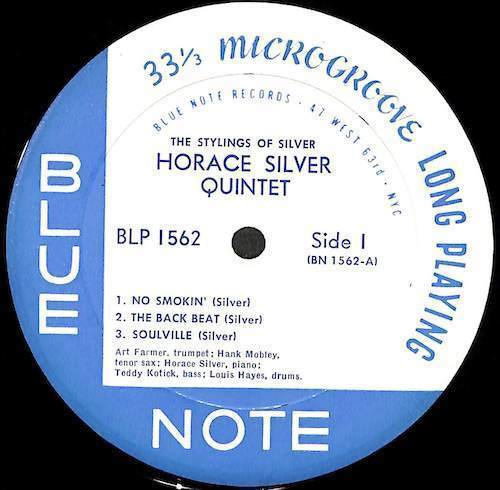 33⅓ MICROGROOVE LONG PLAYING
BLUE NOTE RECORDS · 47 WEST 63rd · NYC
THE STYLINGS OF SILVER
HORACE SILVER
QUINTET
BLP 1562
Side 1
(BN 1562-A)
1. NO SMOKIN' (Silver)
2. THE BACK BEAT (Silver)
3. SOULVILLE (Silver)
Art Farmer, trumpet; Hank Mobley,
tenor sax; Horace Silver, piano;
Teddy Kotick, bass; Louis Hayes, drums.
BLUE
NOTE